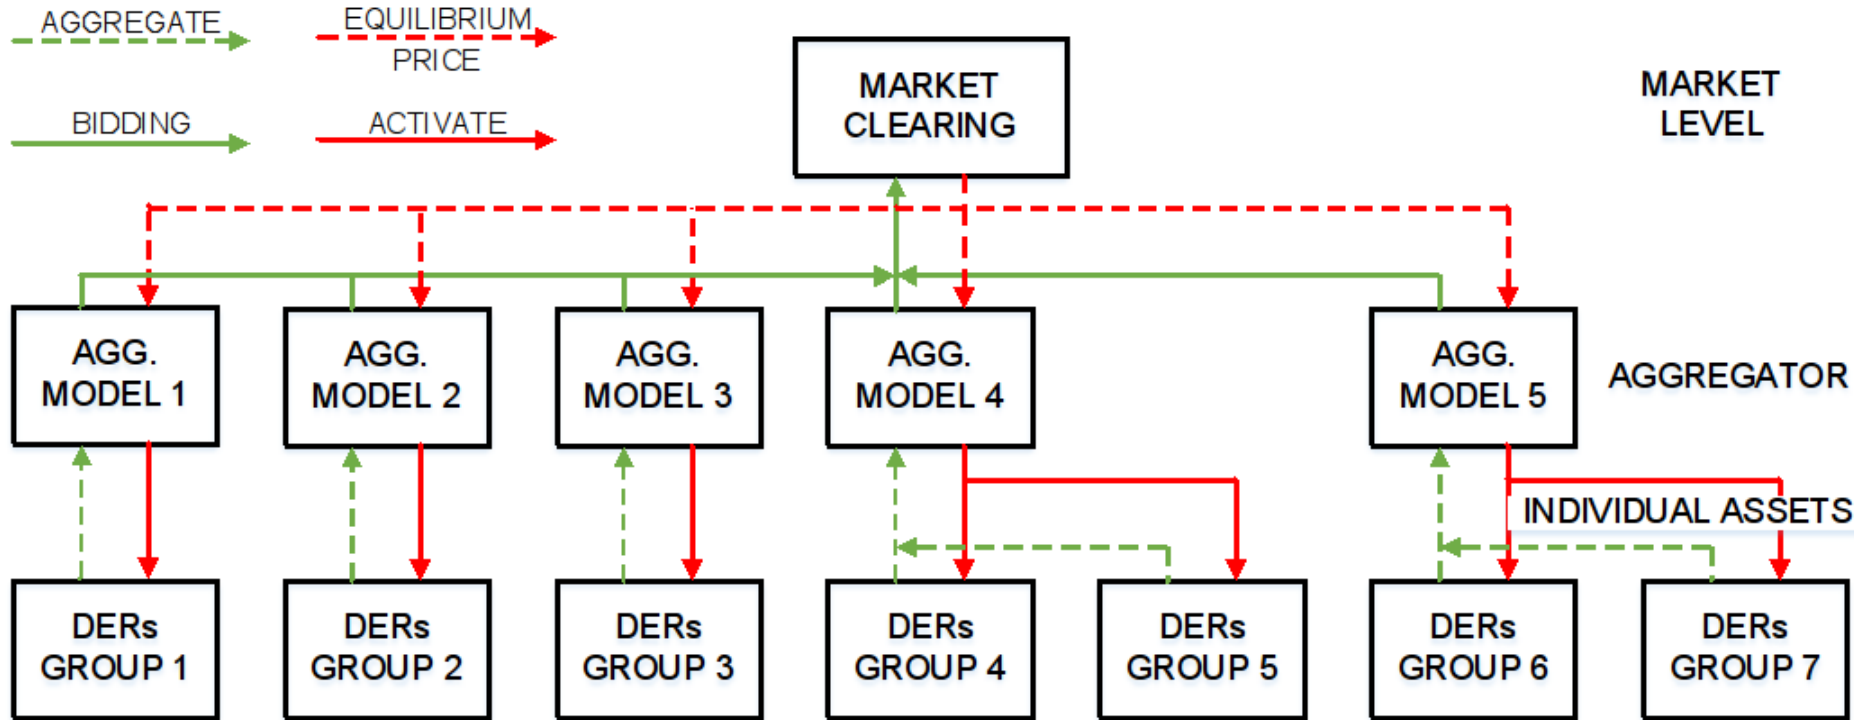 AGGREGATE
EQUILIBRIUM
PRICE
BIDDING
ACTIVATE
MARKET
CLEARING
MARKET
LEVEL
AGG.
MODEL 1
AGG.
MODEL 2
AGG.
MODEL 3
AGG.
MODEL 4
AGG.
MODEL 5
AGGREGATOR
INDIVIDUAL ASSETS
DERs
GROUP 1
DERs
GROUP 2
DERs
GROUP 3
DERs
GROUP 4
DERs
GROUP 5
DERs
GROUP 6
DERs
GROUP 7